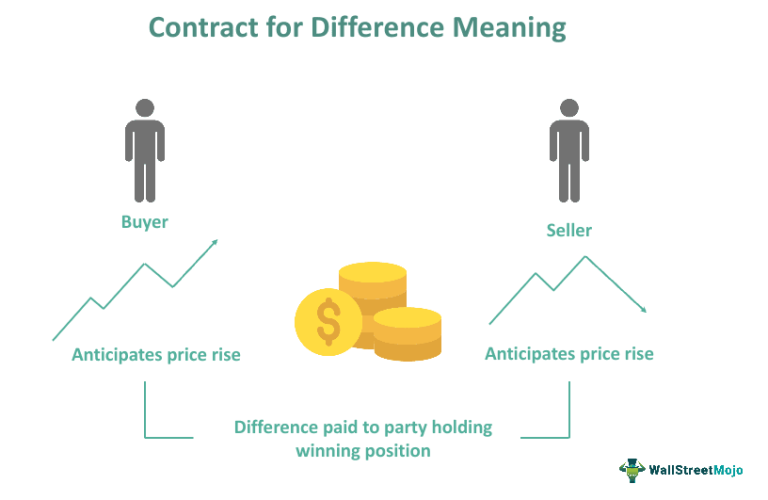 Contract for Difference Meaning
Buyer
Seller
Anticipates price rise
Anticipates price rise
$
Difference paid to party holding
winning position
WallStreetMojo